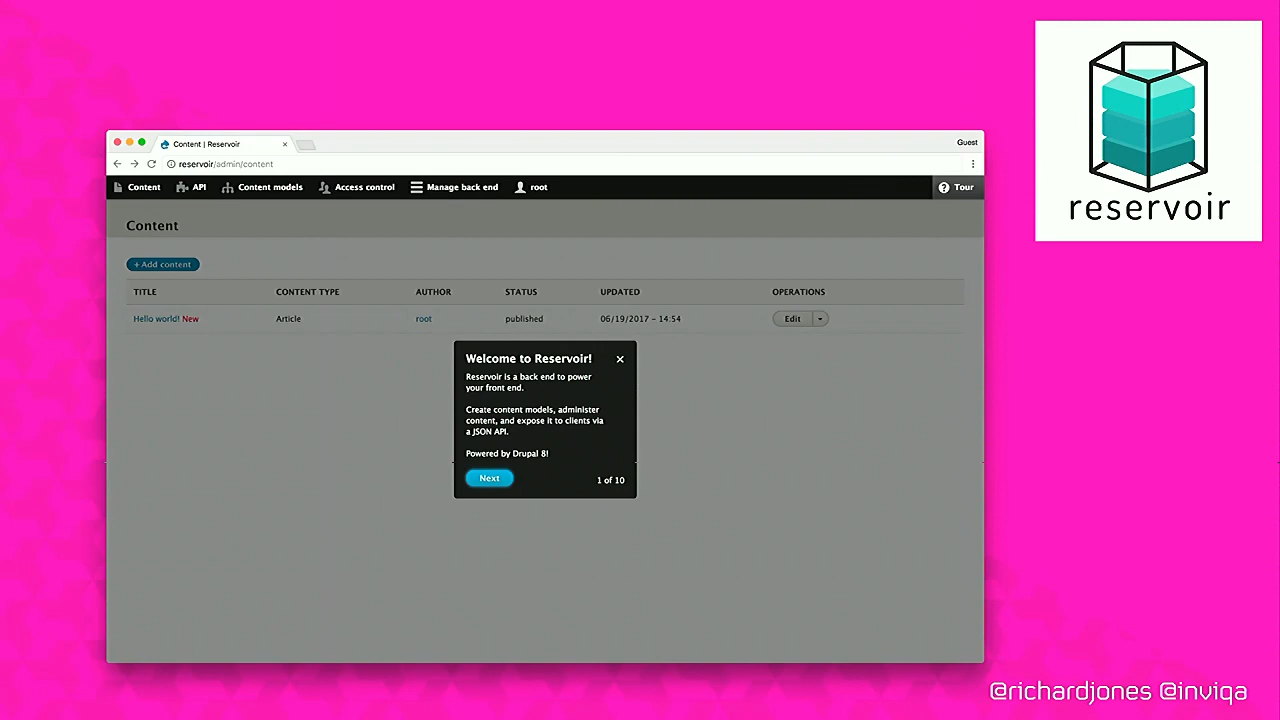 reservoir
Content | Reservoir
Guest
reservoir/admin/content
Content API Content models Access control Manage back end root Tour
Content
+ Add content
TITLE CONTENT TYPE AUTHOR STATUS UPDATED OPERATIONS
Hello world! New Article root published 06/19/2017 - 14:54 Edit
Welcome to Reservoir!
Reservoir is a back end to power
your front end.
Create content models, administer
content, and expose it to clients via
a JSON API.
Powered by Drupal 8!
Next 1 of 10
@richardjones @inviqa